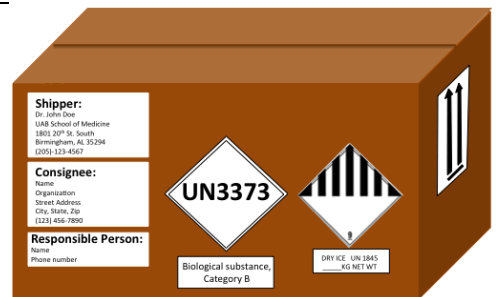 Shipper:
Dr. John Doe
UAB School of Medicine
1801 20th St. South
Birmingham, AL 35294
(205)-123-4567
Consignee:
Name
Organization
Street Address
City, State, Zip
(123) 456-7890
Responsible Person:
Name
Phone number
UN3373
Biological substance,
Category B
9
DRY ICE UN 1845
_____KG NET WT